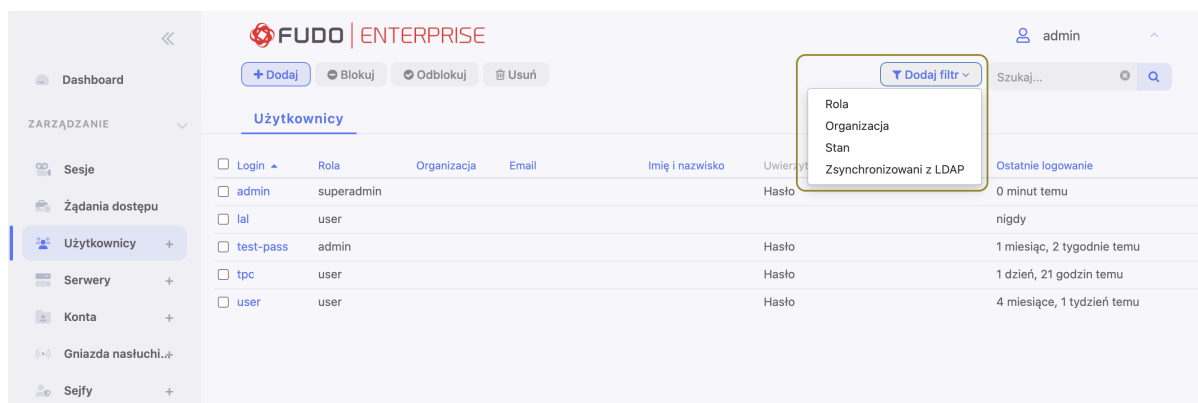 FUDO ENTERPRISE
admin
Dashboard
Dodaj Blokuj Odblokuj Usuń
Dodaj filtr
Szukaj...
Rola
Organizacja
Stan
Zsynchronizowani z LDAP
ZARZĄDZANIE
Użytkownicy
Login Rola Organizacja Email Imię i nazwisko Ostatnie logowanie
admin superadmin Hasło 0 minut temu
lal user nigdy
test-pass admin Hasło 1 miesiąc, 2 tygodnie temu
tpc user Hasło 1 dzień, 21 godzin temu
user user Hasło 4 miesiące, 1 tydzień temu
Sesje
Żądania dostępu
Użytkownicy +
Serwery +
Konta +
Gniazda nasłuchi..+
Sejfy +